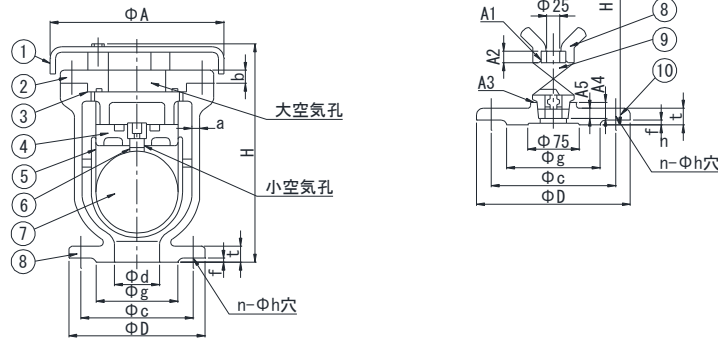 ΦA
①
②
③
④
⑤
⑥
⑦
⑧
b
大空気孔
a
H
小空気孔
t
f
Φd
Φg
n-Φh穴
Φc
ΦD
H
Φ25
A1
⑧
A2
⑨
A3
A5
A4
⑩
t
f
n
Φ75
n-Φh穴
Φg
Φc
ΦD